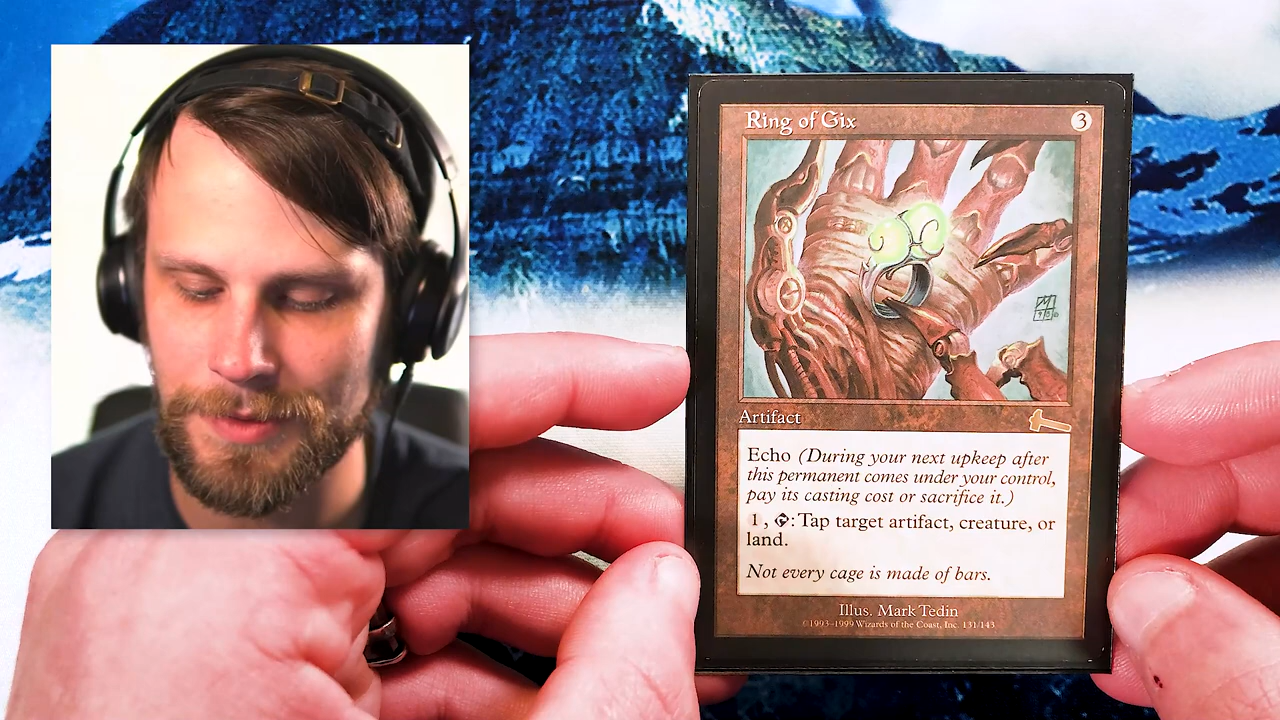 Ring of Gix 3
Artifact
Echo (During your next upkeep after
this permanent comes under your control,
pay its casting cost or sacrifice it.)
1, : Tap target artifact, creature, or
land.
Not every cage is made of bars.
Illus. Mark Tedin
©1993–1999 Wizards of the Coast, Inc. 131/143